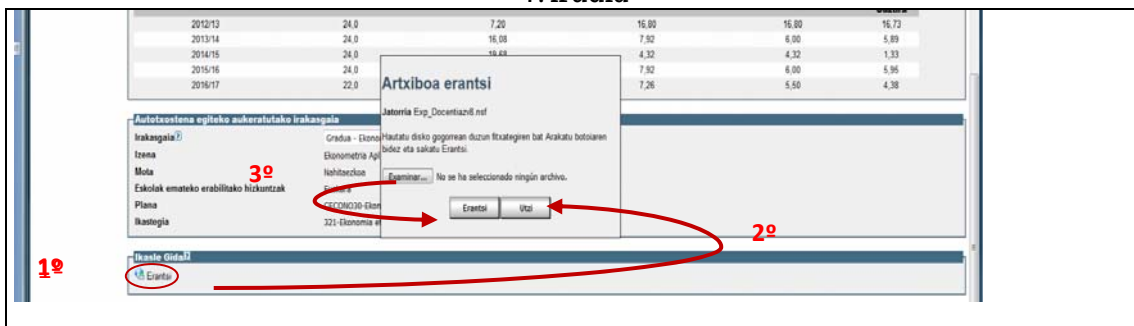 2012/13 24,0 7,20 16,80 16,80 16,73
2013/14 24,0 16,08 7,92 6,00 5,89
2014/15 24,0 19,68 4,32 4,32 1,33
2015/16 24,0 7,92 6,00 5,95
2016/17 22,0 7,26 5,50 4,38
Artxiboa erantsi
Jatorria Exp_Docentiazv8.nsf
Hautatu disko gogorrean duzun fitxategiren bat Arakatu botoiaren
bidez eta sakatu Erantsi.
Examinar... No se ha seleccionado ningún archivo.
Erantsi Utzi
Autotxostena egiteko aukeratutako irakasgaia
Irakasgaia Gradua - Ekono
Izena Ekonometria Apl
Mota Nahitaezkoa
Eskolak emateko erabilitako hizkuntzak
Plana GECONO30-Ekon
Ikastegia 321-Ekonomia e
3º
2º
Ikasle Gida
1º
Erantsi